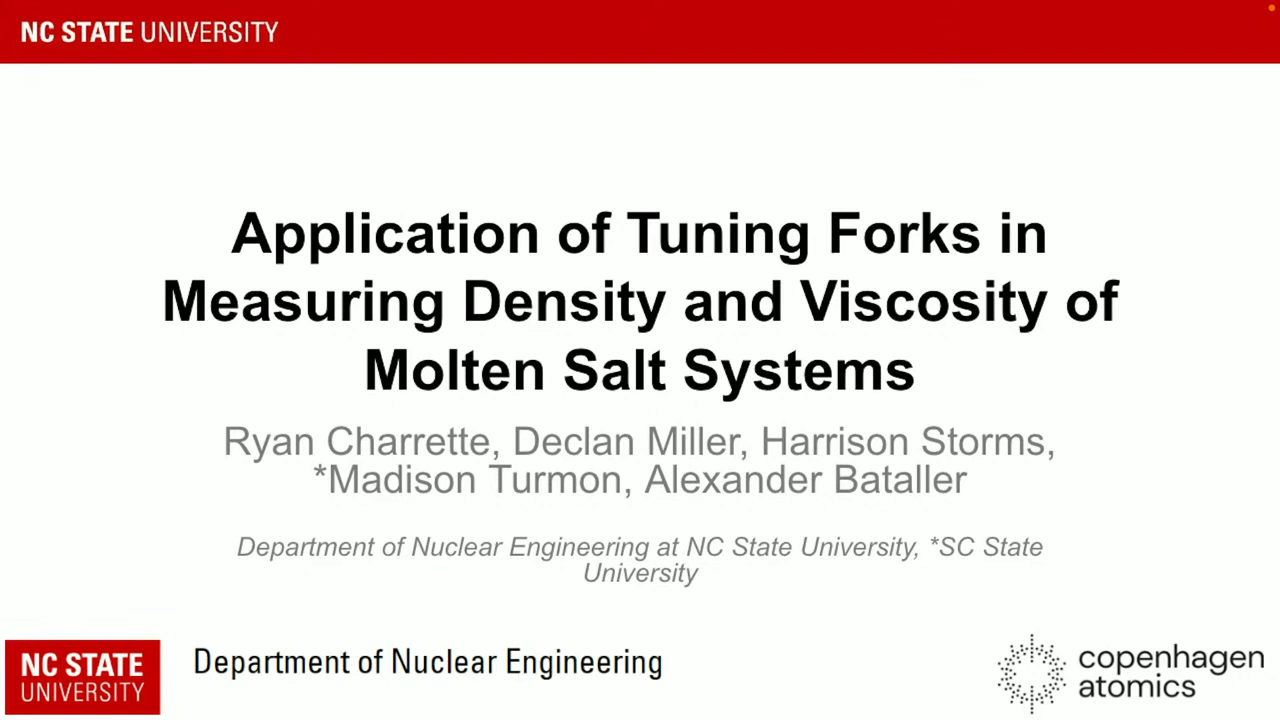 NC STATE UNIVERSITY
Application of Tuning Forks in
Measuring Density and Viscosity of
Molten Salt Systems
Ryan Charrette, Declan Miller, Harrison Storms,
*Madison Turmon, Alexander Bataller
Department of Nuclear Engineering at NC State University, *SC State
University
NC STATE
UNIVERSITY
Department of Nuclear Engineering
copenhagen
atomics